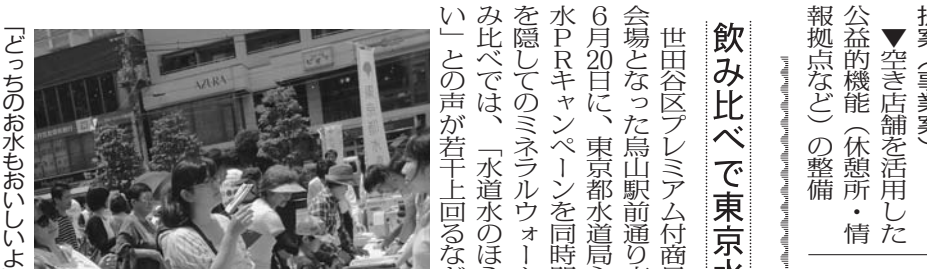 案（事業案）
▼空き店舗を活用した
公益的機能（休憩所・情
報拠点など）の整備
飲み比べで東京水
世田谷区プレミアム付商
会場となった烏山駅前通り
６月20日に、東京都水道局
水ＰＲキャンペーンを同時
を隠してのミネラルウォー
み比べでは、「水道水のほう
い」との声が若干上回るなど
AZURA
「どっちのお水もおいしいよ